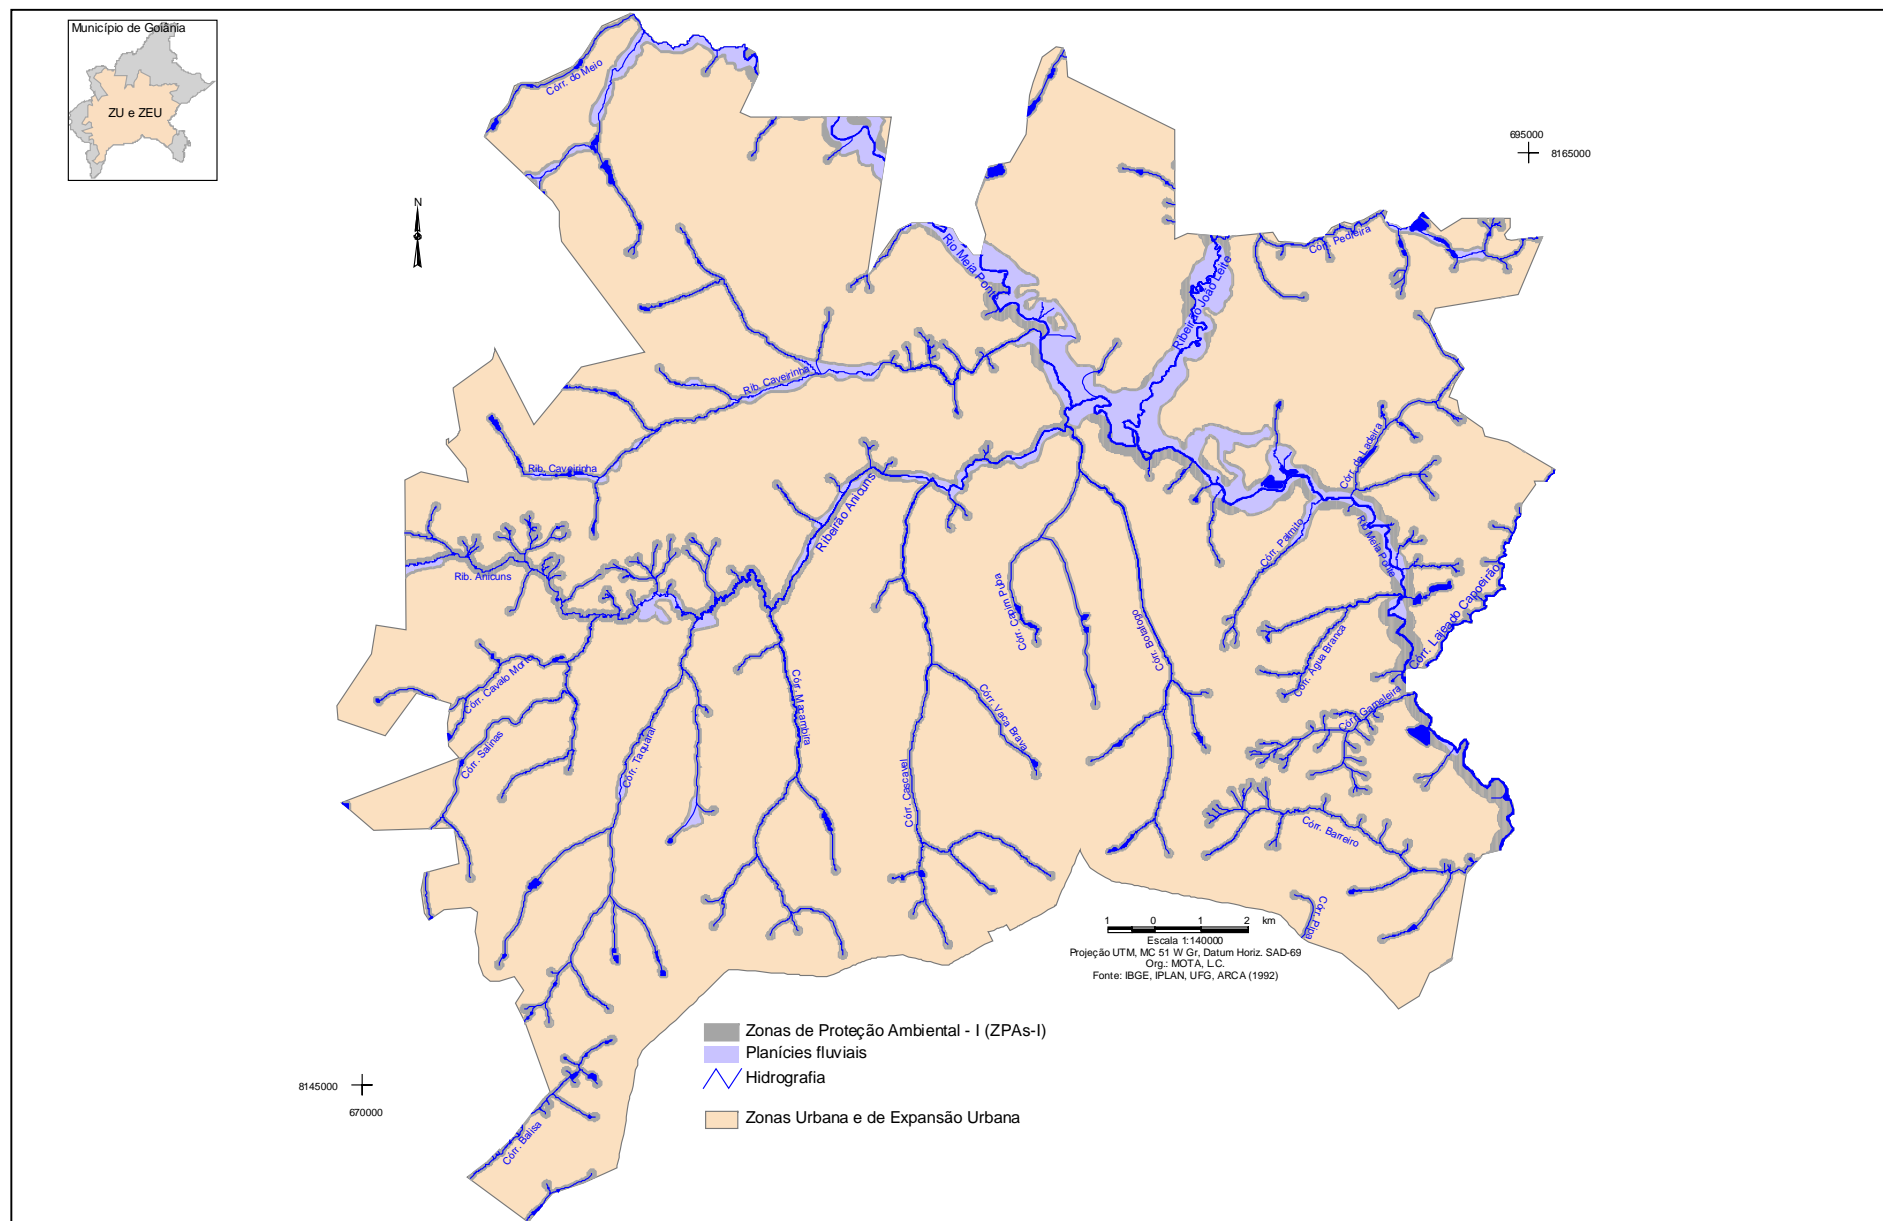 Município de Goiânia
ZU e ZEU
N
695000
8165000
Córr. do Meio
Rio Meia Ponte
Ribeirão João Leite
Córr. Pedreira
Rib. Caveirinha
Rib. Caveirinha
Ribeirão Anicuns
Rib. Anicuns
Córr. da Ladeira
Córr. Palmito
Rio Meia Ponte
Córr. Lajeado Capoeirão
Córr. Capim Puba
Córr. Botafogo
Córr. Água Branca
Córr. Cavalo Morto
Córr. Salinas
Córr. Taquaral
Córr. Macambira
Córr. Vaca Brava
Córr. Cascavel
Córr. Gameleira
Córr. Barreiro
Córr. Pipa
1 0 1 2 km
Escala 1:140000
Projeção UTM, MC 51 W Gr, Datum Horiz. SAD-69
Org.: MOTA, L.C.
Fonte: IBGE, IPLAN, UFG, ARCA (1992)
Zonas de Proteção Ambiental - I (ZPAs-I)
Planícies fluviais
Hidrografia
Zonas Urbana e de Expansão Urbana
8145000
670000
Córr. Balisa